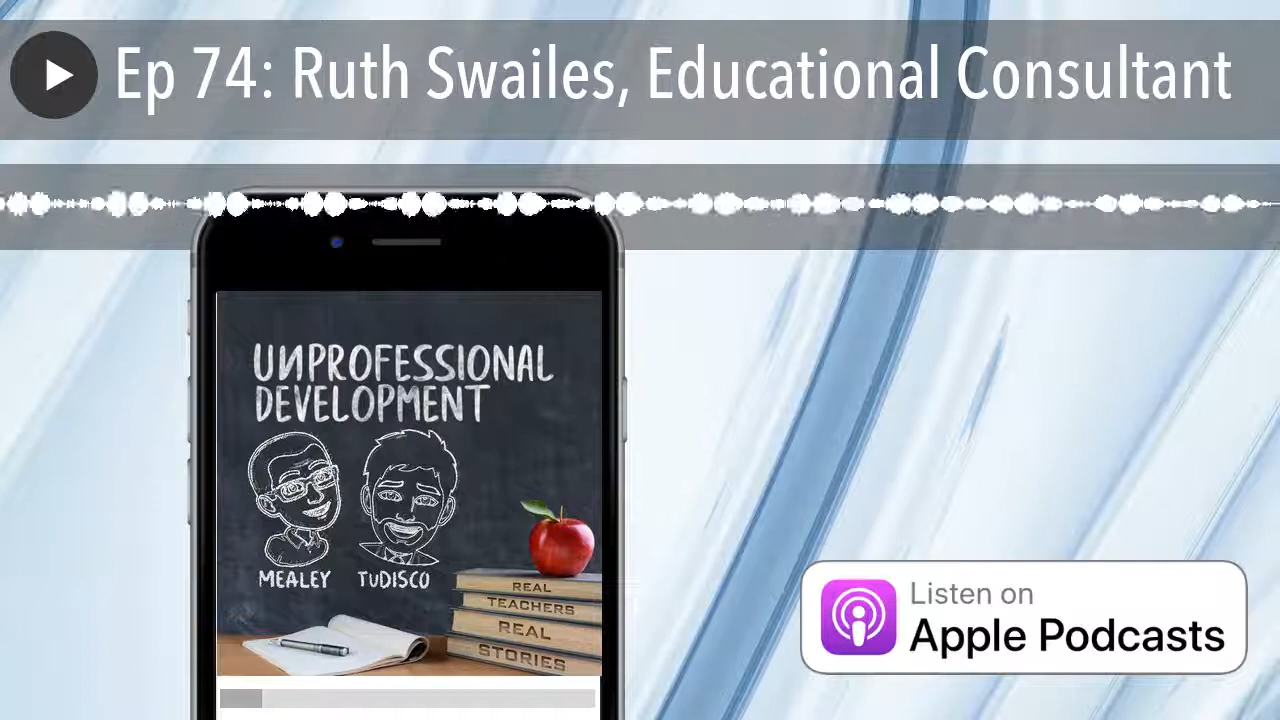 Ep 74: Ruth Swailes, Educational Consultant
UNPROFESSIONAL
DEVELOPMENT
MEALEY TUDISCO
REAL
TEACHERS
REAL
STORIES
Listen on
Apple Podcasts